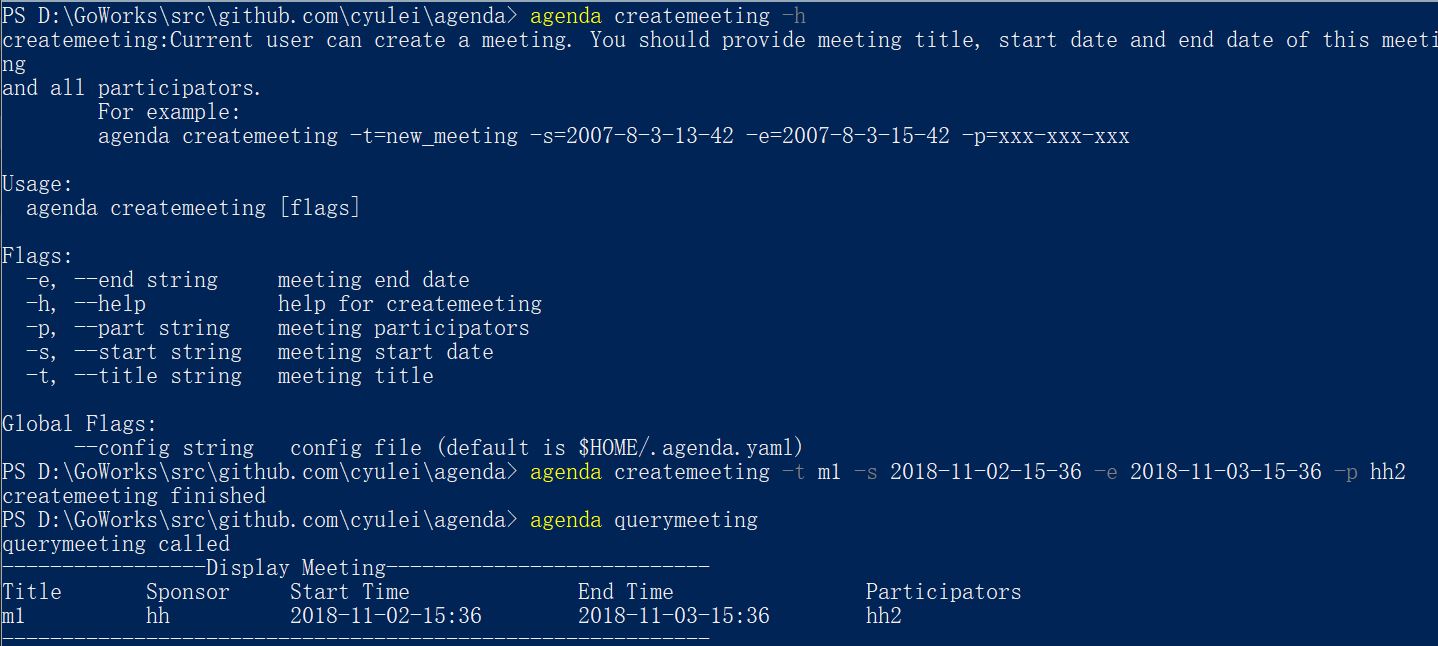 PS D:\GoWorks\src\github.com\cyulei\agenda> agenda createmeeting -h
createmeeting:Current user can create a meeting. You should provide meeting title, start date and end date of this meeti
ng
and all participators.
        For example:
        agenda createmeeting -t=new_meeting -s=2007-8-3-13-42 -e=2007-8-3-15-42 -p=xxx-xxx-xxx

Usage:
  agenda createmeeting [flags]

Flags:
  -e, --end string     meeting end date
  -h, --help           help for createmeeting
  -p, --part string    meeting participators
  -s, --start string   meeting start date
  -t, --title string   meeting title

Global Flags:
      --config string   config file (default is $HOME/.agenda.yaml)
PS D:\GoWorks\src\github.com\cyulei\agenda> agenda createmeeting -t m1 -s 2018-11-02-15-36 -e 2018-11-03-15-36 -p hh2
createmeeting finished
PS D:\GoWorks\src\github.com\cyulei\agenda> agenda querymeeting
querymeeting called
-----------------Display Meeting---------------------------
Title       Sponsor     Start Time              End Time                Participators
m1          hh          2018-11-02-15:36        2018-11-03-15:36        hh2
-----------------------------------------------------------